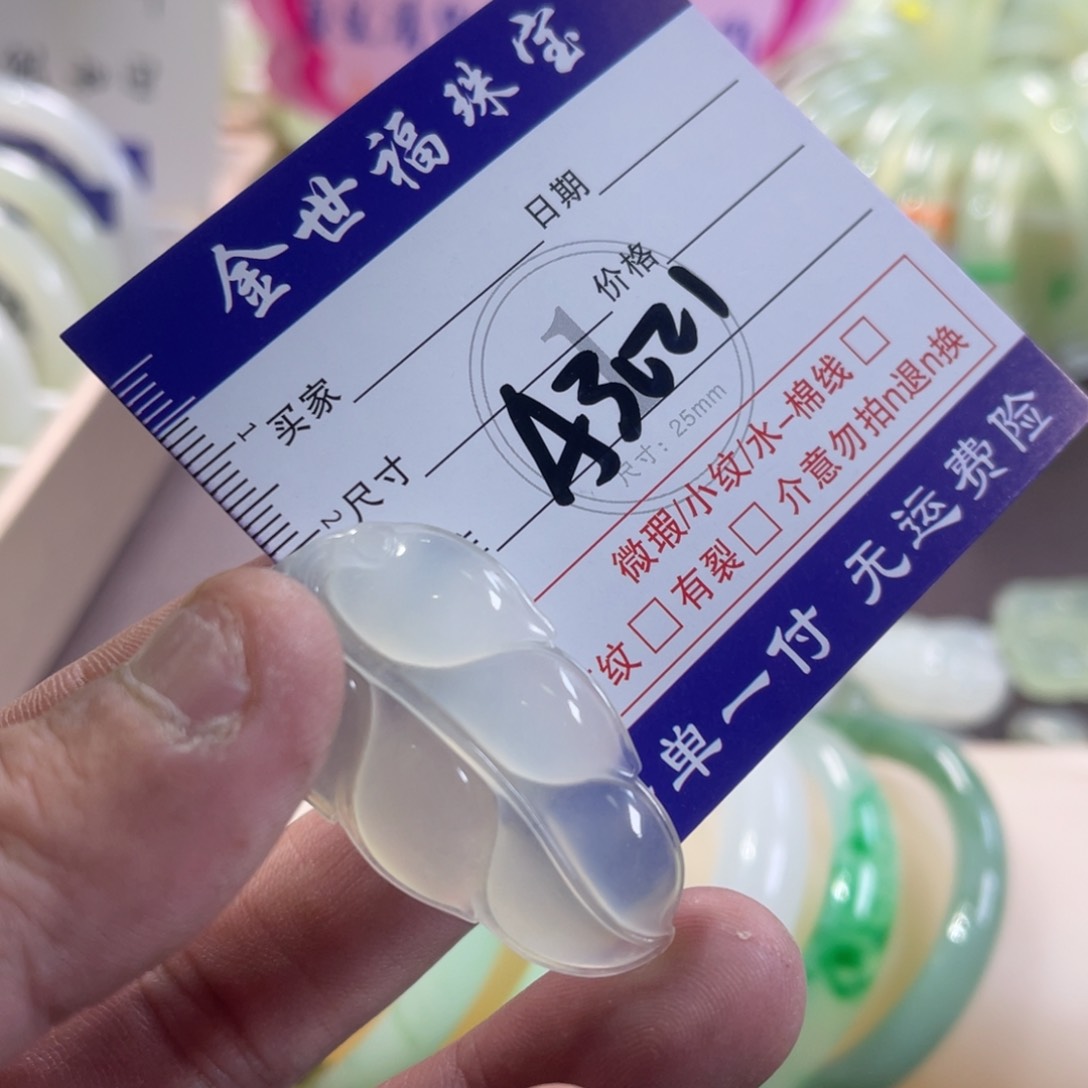 金世福珠宝
买家 日期
1
尺寸 价格
2
1
尺寸：25mm
A3021
微瑕/小纹/水-棉线□
纹□有裂□介意勿拍n退n换
单一付 无运费险